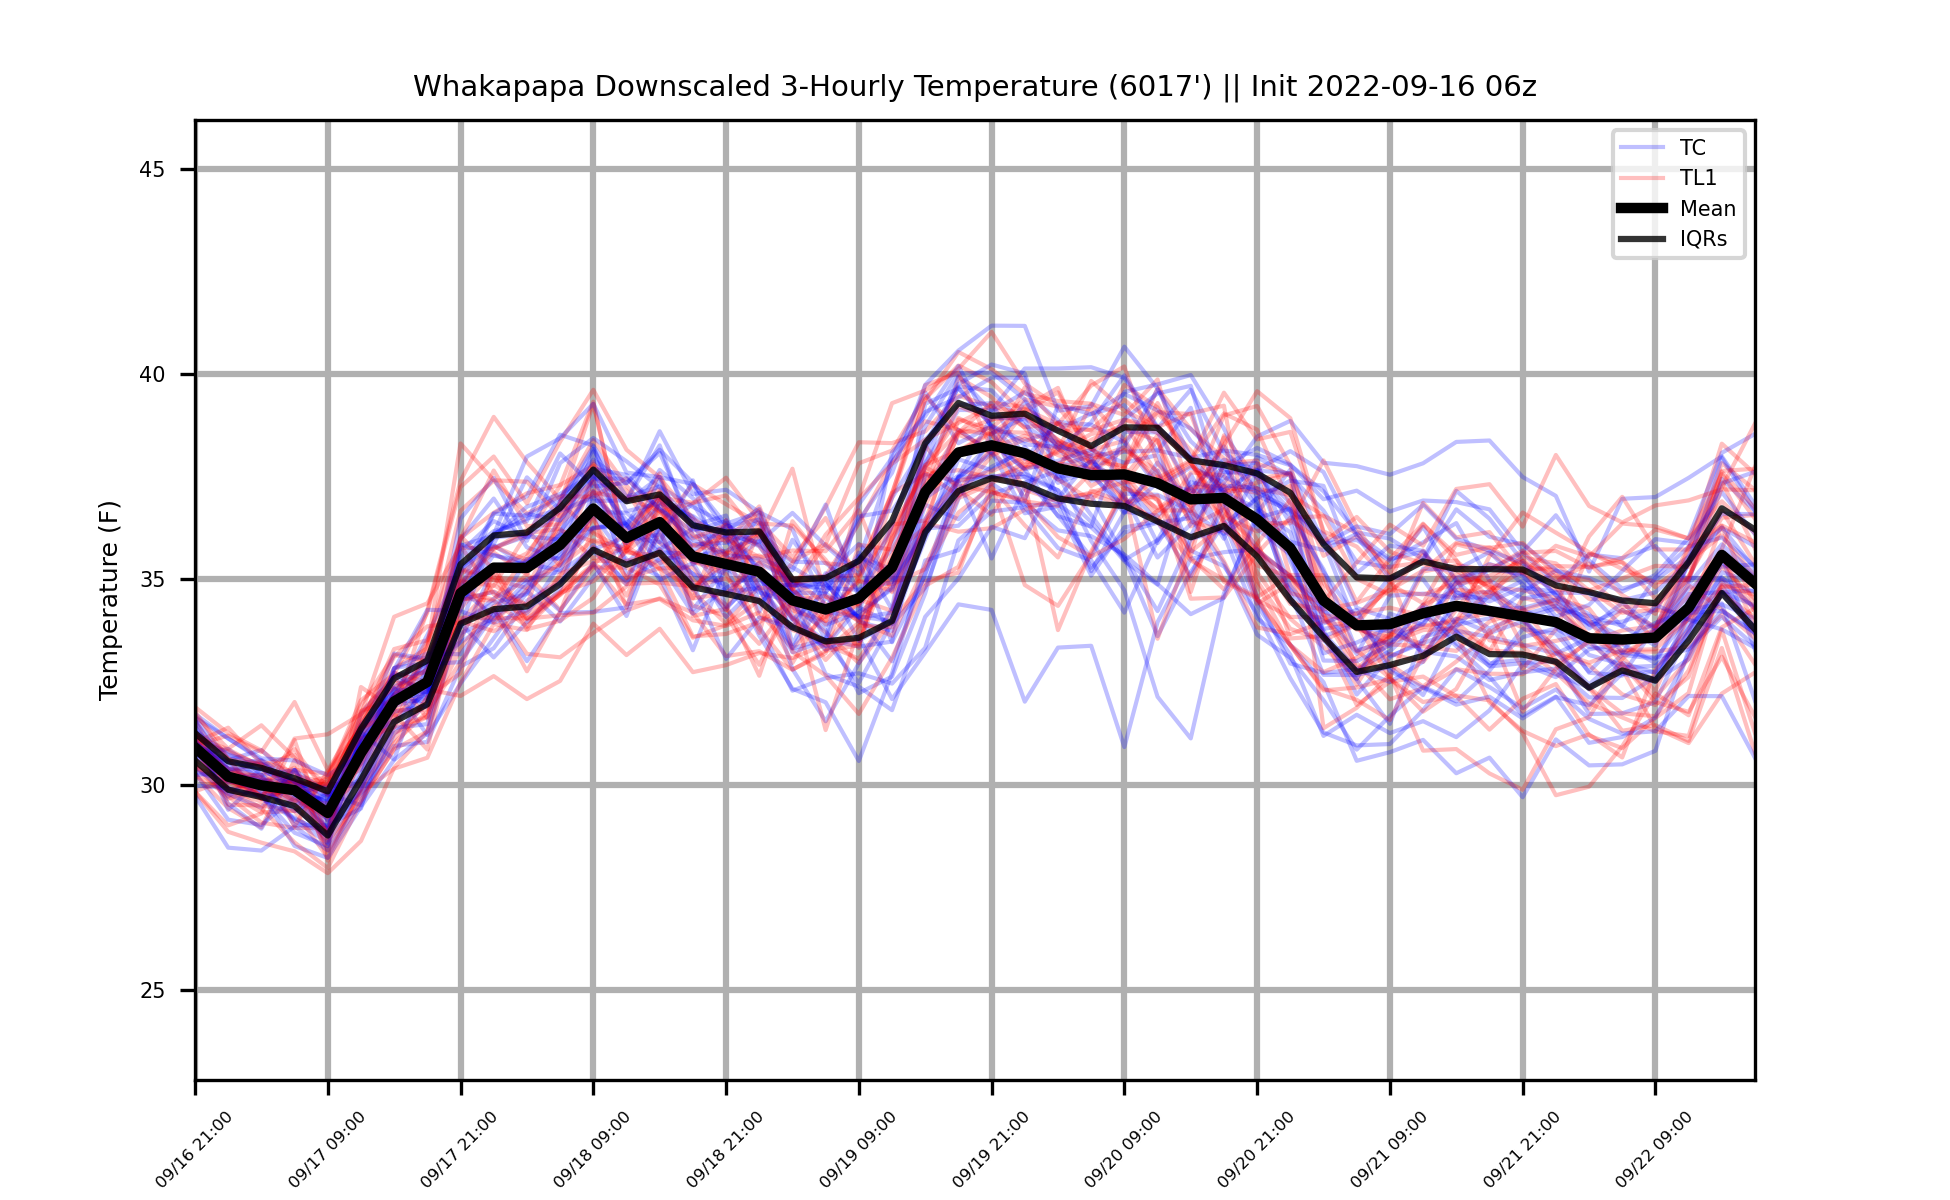 Whakapapa Downscaled 3-Hourly Temperature (6017') || Init 2022-09-16 06z
TC
TL1
Mean
IQRs
Temperature (F)
45
40
35
30
25
09/16 21:00
09/17 09:00
09/17 21:00
09/18 09:00
09/18 21:00
09/19 09:00
09/19 21:00
09/20 09:00
09/20 21:00
09/21 09:00
09/21 21:00
09/22 09:00